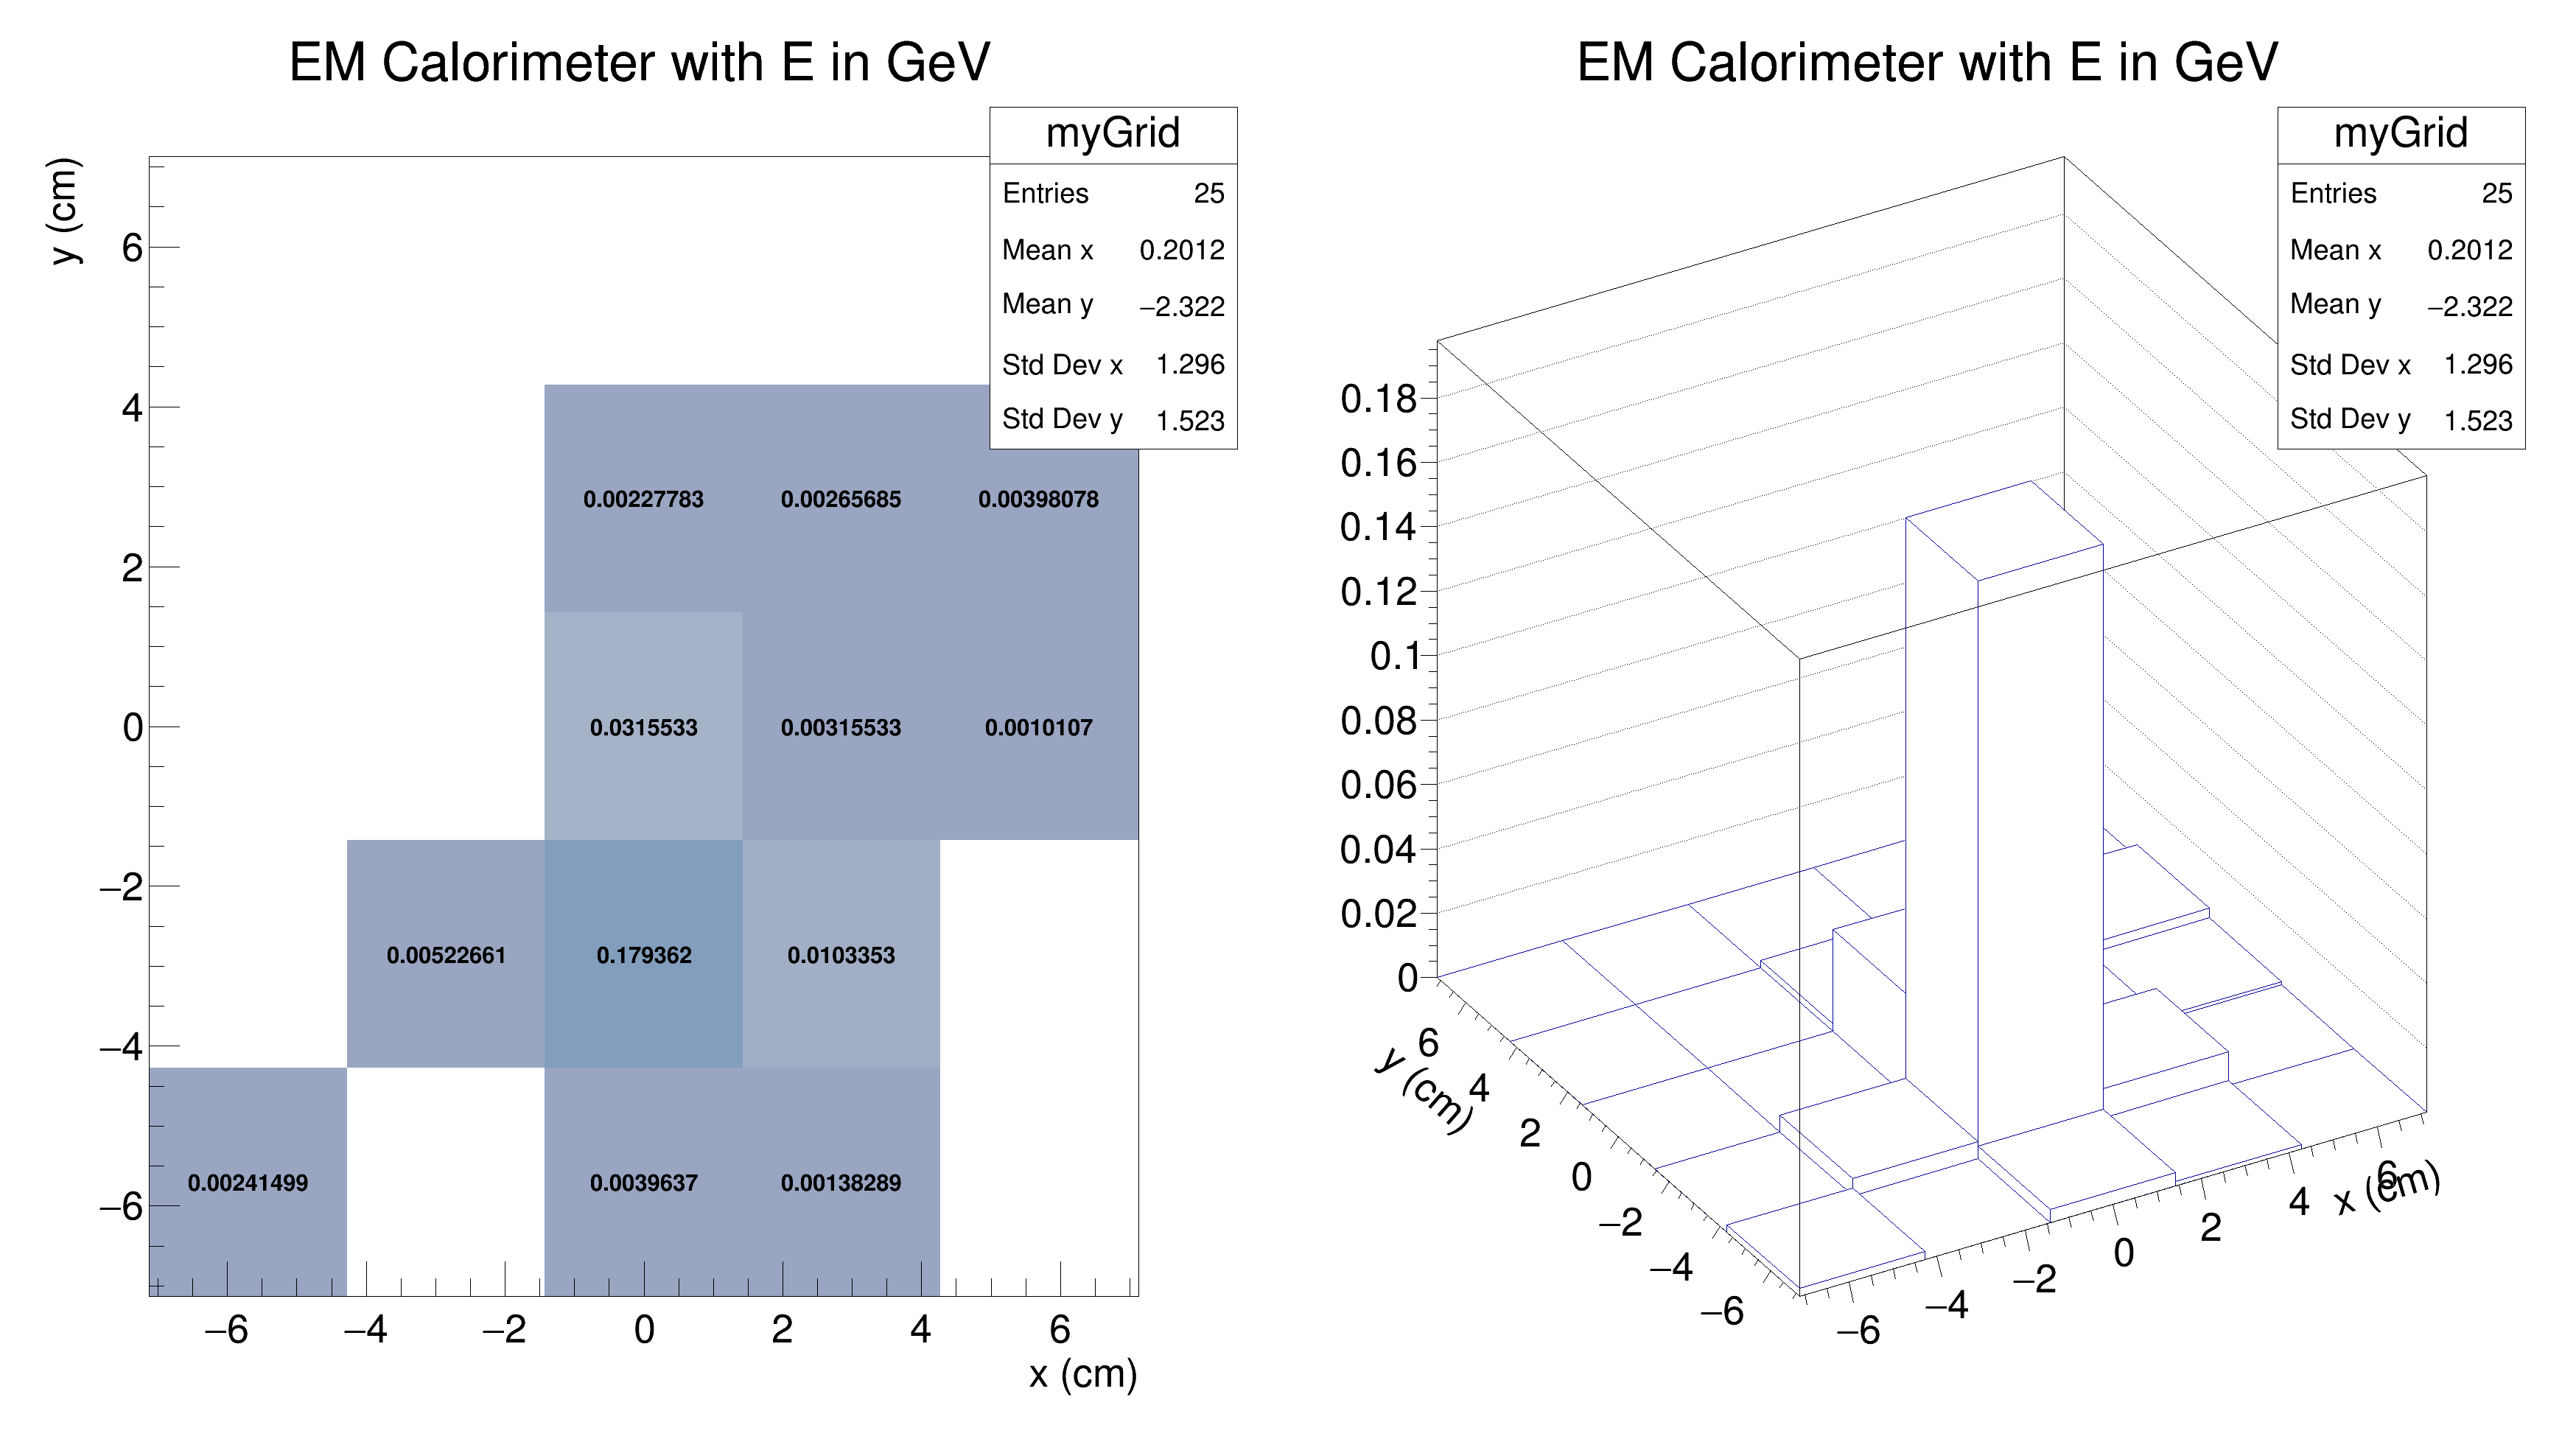 EM Calorimeter with E in GeV
myGrid
Entries 25
Mean x 0.2012
Mean y −2.322
Std Dev x 1.296
Std Dev y 1.523
y (cm)
6
4
2
0
−2
−4
−6
0.00227783 0.00265685 0.00398078
0.0315533 0.00315533 0.0010107
0.00522661 0.179362 0.0103353
0.00241499 0.0039637 0.00138289
−6 −4 −2 0 2 4 6
x (cm)
EM Calorimeter with E in GeV
myGrid
Entries 25
Mean x 0.2012
Mean y −2.322
Std Dev x 1.296
Std Dev y 1.523
0.18
0.16
0.14
0.12
0.1
0.08
0.06
0.04
0.02
0
6
4
2
0
−2
−4
−6
y (cm)
−6
−4
−2
0
2
4
6
x (cm)